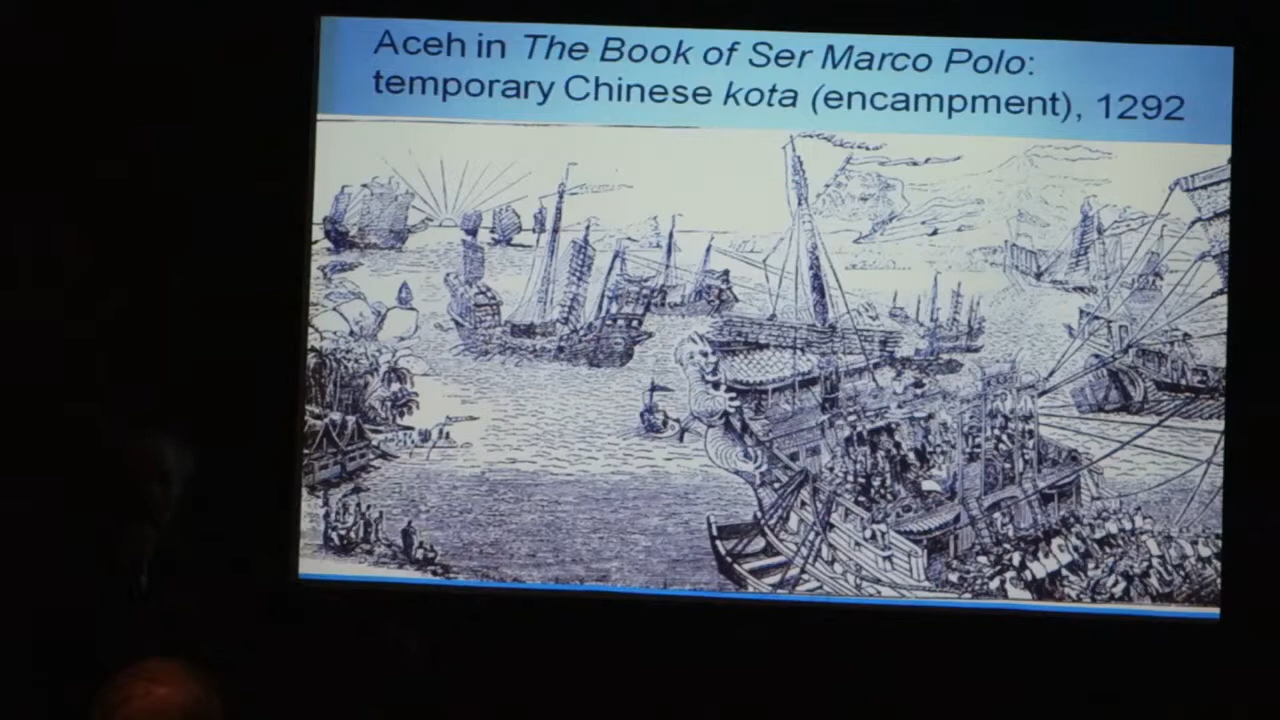 Aceh in The Book of Ser Marco Polo:
temporary Chinese kota (encampment), 1292